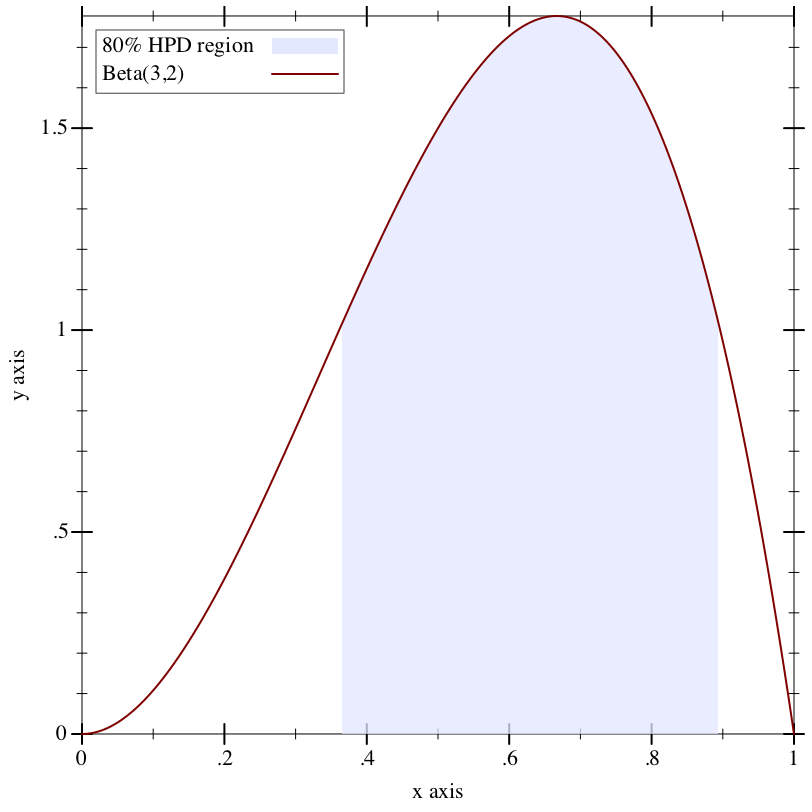 80% HPD region
Beta(3,2)
1.5
1
.5
0
y axis
0 .2 .4 .6 .8 1
x axis